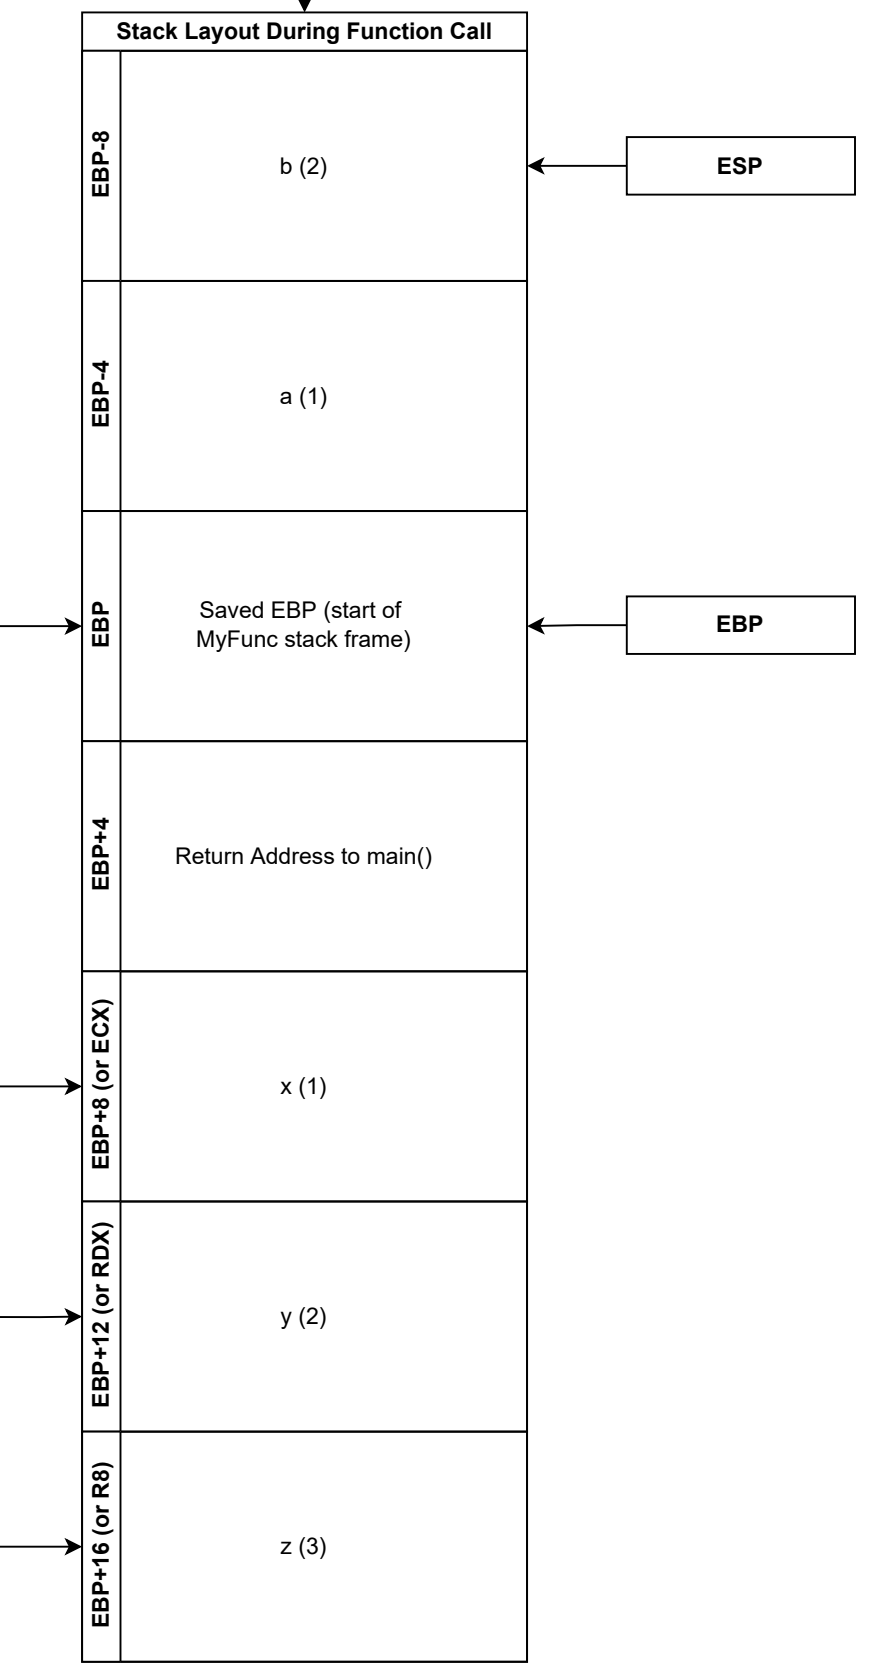 Stack Layout During Function Call
EBP-8
b (2)
ESP
EBP-4
a (1)
EBP
Saved EBP (start of
MyFunc stack frame)
EBP
EBP+4
Return Address to main()
EBP+8 (or ECX)
x (1)
EBP+12 (or RDX)
y (2)
EBP+16 (or R8)
z (3)